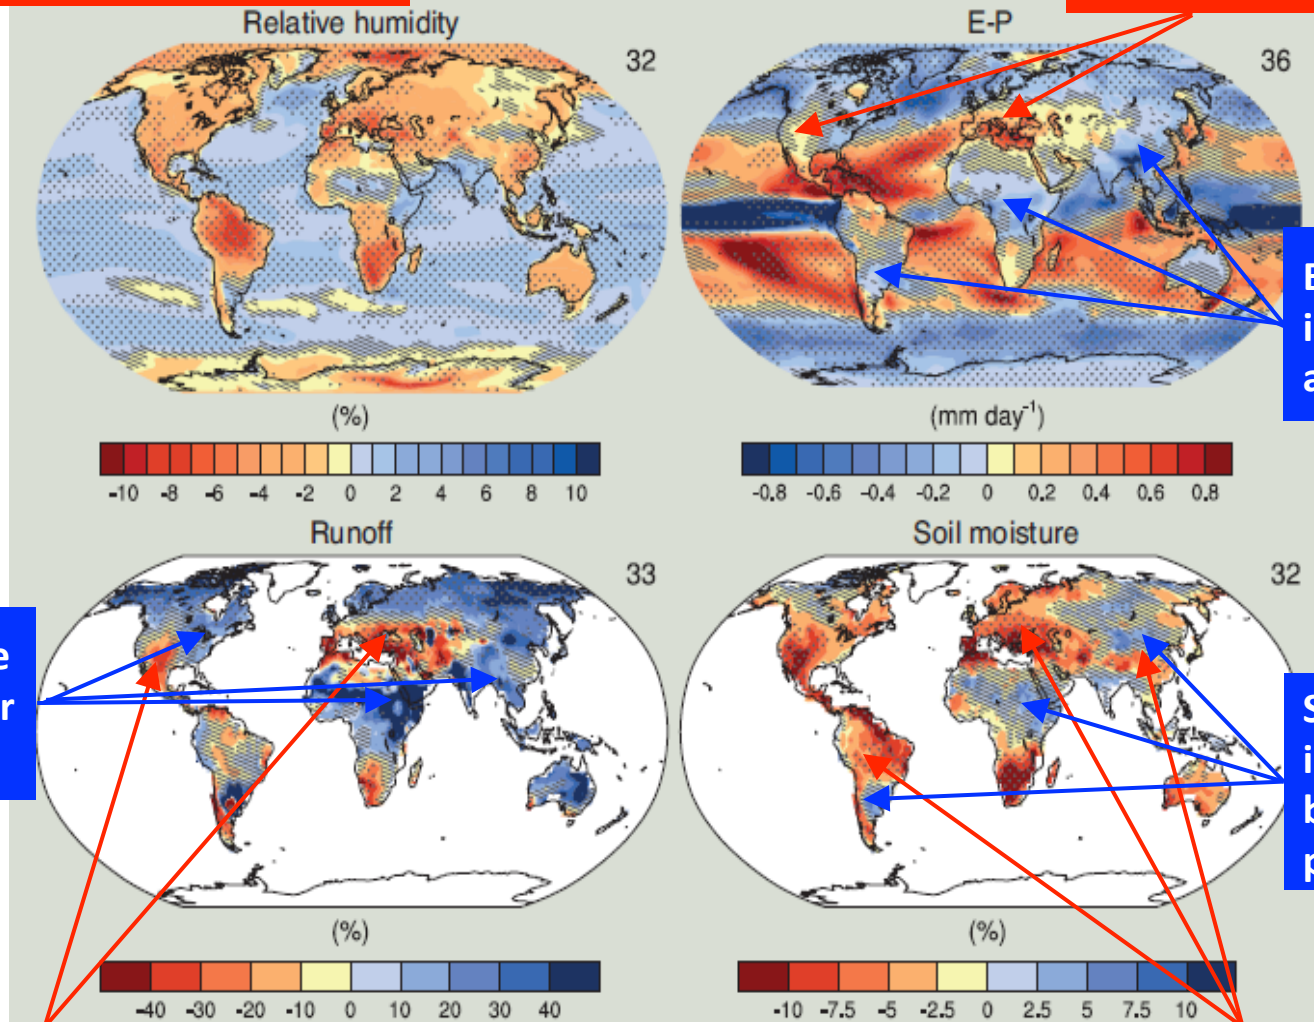 Relative humidity
32
(%)
-10 -8 -6 -4 -2 0 2 4 6 8 10
E-P
36
(mm day⁻¹)
-0.8 -0.6 -0.4 -0.2 0 0.2 0.4 0.6 0.8
Runoff
33
(%)
-40 -30 -20 -10 0 10 20 30 40
Soil moisture
32
(%)
-10 -7.5 -5 -2.5 0 2.5 5 7.5 10